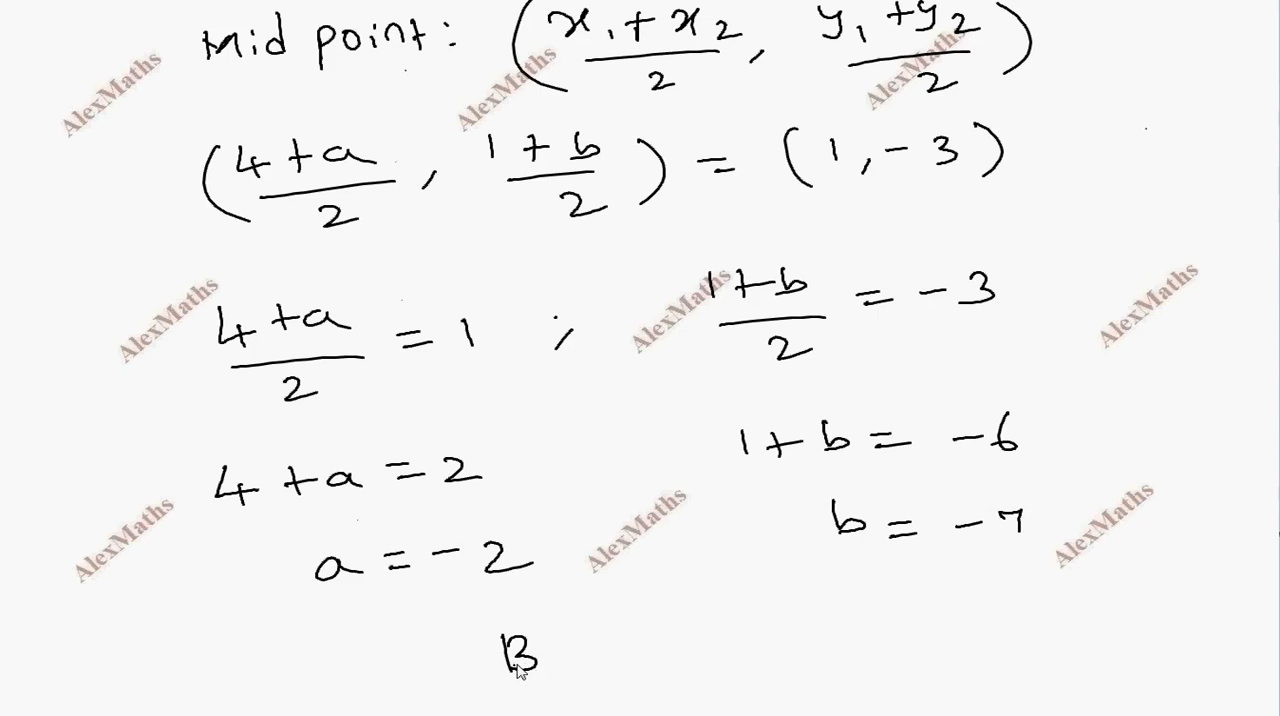 Mid point: (x₁+x₂/2, y₁+y₂/2)
(4+a/2, 1+b/2) = (1,-3)
4+a/2 = 1 ; 1+b/2 = -3
4+a=2
1+b= -6
a=-2
b= -7
B
AlexMaths
AlexMaths
AlexMaths
AlexMaths
AlexMaths
AlexMaths
AlexMaths
AlexMaths
AlexMaths